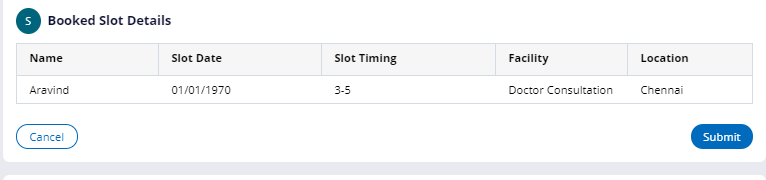 S Booked Slot Details
Name Slot Date Slot Timing Facility Location
Aravind 01/01/1970 3-5 Doctor Consultation Chennai
Cancel Submit